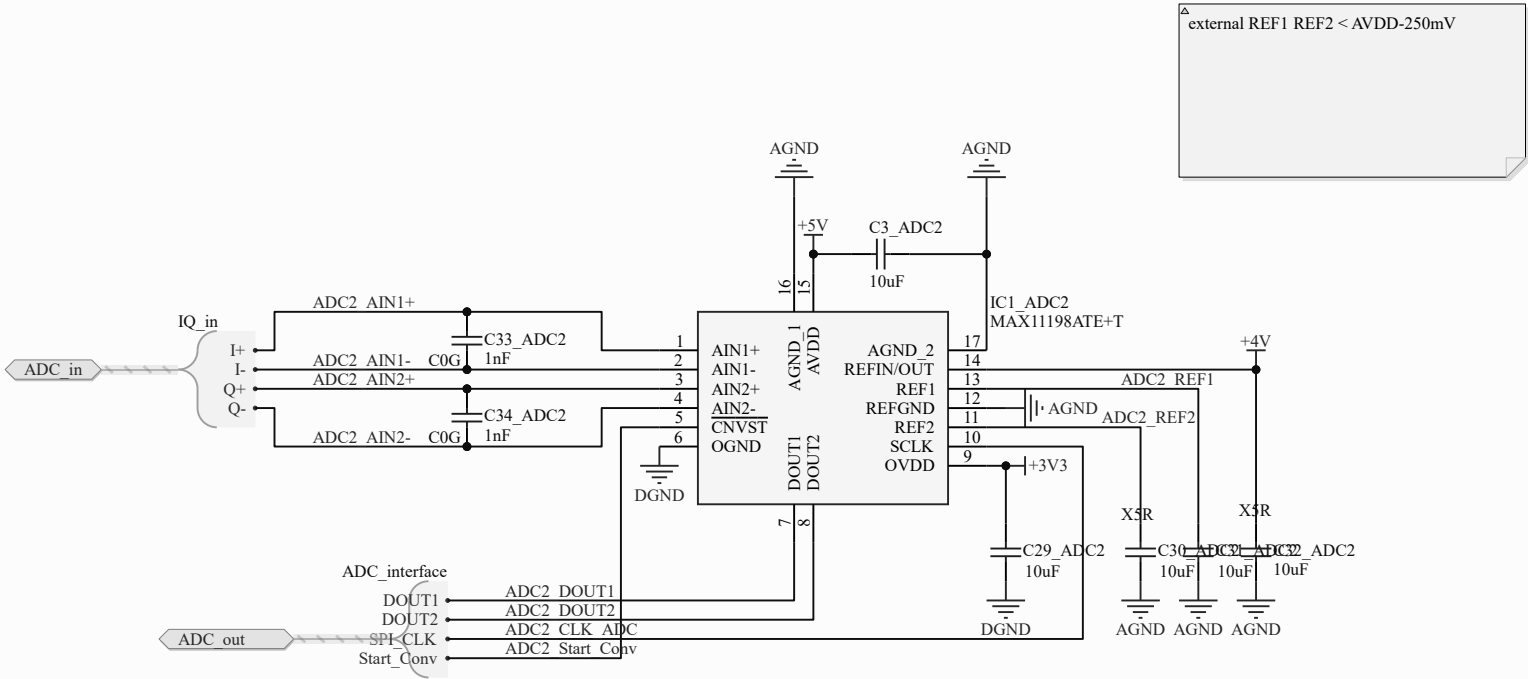 external REF1 REF2 < AVDD-250mV
AGND
AGND
+5V
C3_ADC2
10uF
16
15
IC1_ADC2
MAX11198ATE+T
ADC2_AIN1+
IQ_in
C33_ADC2
1nF
I+
I-
Q+
Q-
ADC_in
ADC2_AIN1-
C0G
ADC2_AIN2+
C34_ADC2
1nF
ADC2_AIN2-
C0G
1
2
3
4
5
6
AIN1+
AIN1-
AIN2+
AIN2-
CNVST
OGND
AGND_1
AVDD
DOUT1
DOUT2
AGND_2
REFIN/OUT
REF1
REFGND
REF2
SCLK
OVDD
17
14
13
12
11
10
9
+4V
ADC2_REF1
AGND
ADC2_REF2
+3V3
DGND
7
8
X5R
X5R
C29_ADC2
10uF
C30_ADC2
10uF
C31_ADC2
10uF
C32_ADC2
10uF
DGND
AGND
AGND
AGND
ADC_interface
DOUT1
DOUT2
SPI_CLK
Start_Conv
ADC_out
ADC2_DOUT1
ADC2_DOUT2
ADC2_CLK_ADC
ADC2_Start_Conv